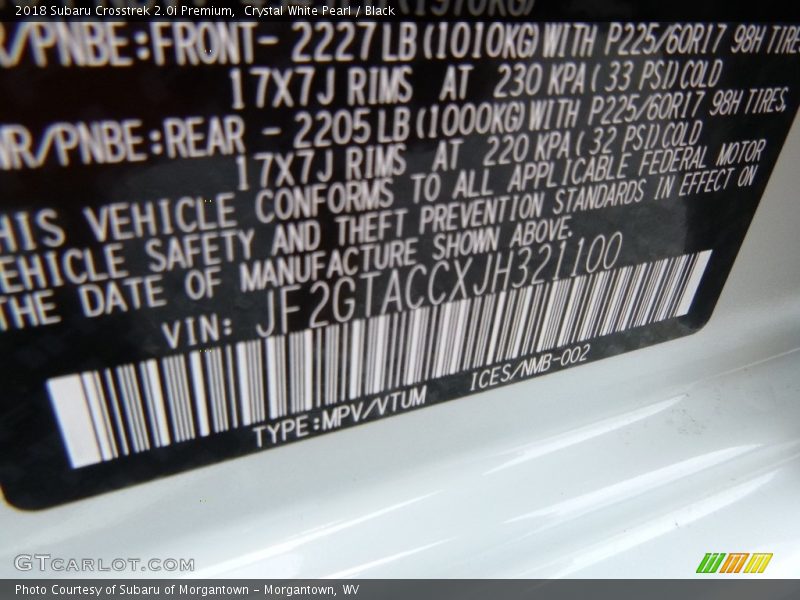 2018 Subaru Crosstrek 2.0i Premium, Crystal White Pearl / Black
R/PNBE:FRONT- 2227 LB (1010KG) WITH P225/60R17 98H TIRES
17X7J RIMS AT 230 KPA ( 33 PSI) COLD
NR/PNBE:REAR - 2205 LB (1000KG) WITH P225/60R17 98H TIRES,
17X7J RIMS AT 220 KPA ( 32 PSI) COLD
HIS VEHICLE CONFORMS TO ALL APPLICABLE FEDERAL MOTOR
EHICLE SAFETY AND THEFT PREVENTION STANDARDS IN EFFECT ON
THE DATE OF MANUFACTURE SHOWN ABOVE.
VIN: JF2GTACCXJH321100
TYPE:MPV/VTUM ICES/NMB-002
GTCARLOT.COM
Photo Courtesy of Subaru of Morgantown - Morgantown, WV